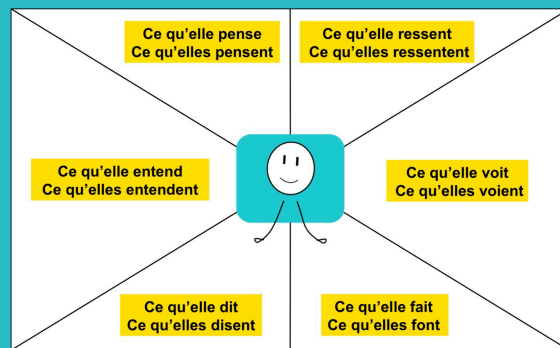 Ce qu’elle pense
Ce qu’elles pensent
Ce qu’elle ressent
Ce qu’elles ressentent
Ce qu’elle entend
Ce qu’elles entendent
Ce qu’elle voit
Ce qu’elles voient
Ce qu’elle dit
Ce qu’elles disent
Ce qu’elle fait
Ce qu’elles font